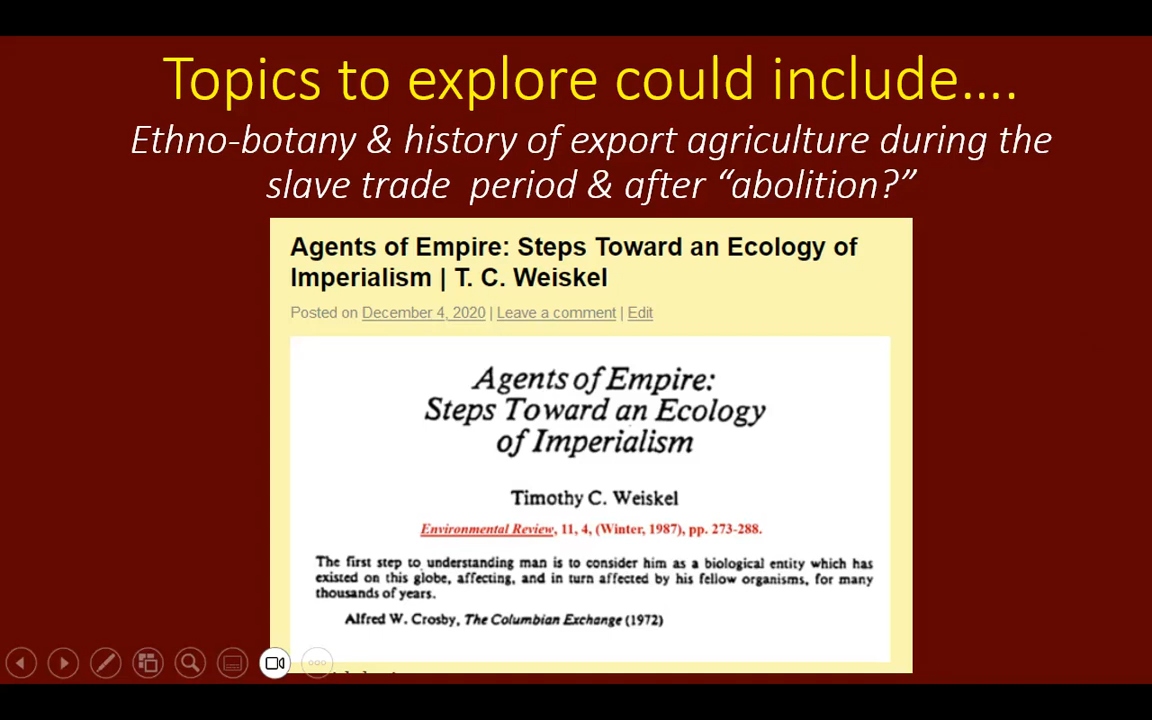 Topics to explore could include....
Ethno-botany & history of export agriculture during the
slave trade period & after “abolition?”
Agents of Empire: Steps Toward an Ecology of
Imperialism | T. C. Weiskel
Posted on December 4, 2020 | Leave a comment | Edit
Agents of Empire:
Steps Toward an Ecology
of Imperialism
Timothy C. Weiskel
Environmental Review, 11, 4, (Winter, 1987), pp. 273-288.
The first step to understanding man is to consider him as a biological entity which has
existed on this globe, affecting, and in turn affected by his fellow organisms, for many
thousands of years.
Alfred W. Crosby, The Columbian Exchange (1972)